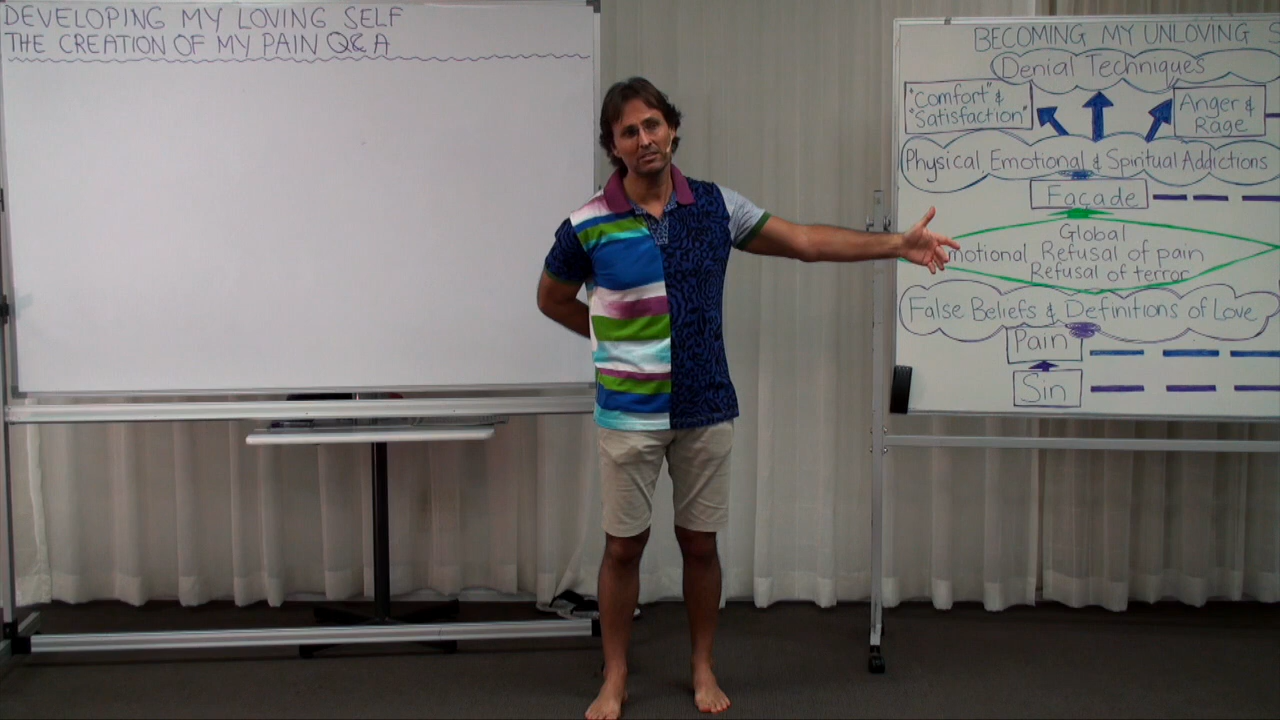 DEVELOPING MY LOVING SELF
THE CREATION OF MY PAIN Q&A
BECOMING MY UNLOVING
Denial Techniques
"Comfort" &
"Satisfaction"
Anger &
Rage
Physical, Emotional & Spiritual Addictions
Façade
Global
Refusal of pain
Refusal of terror
False Beliefs & Definitions of Love
Pain
Sin